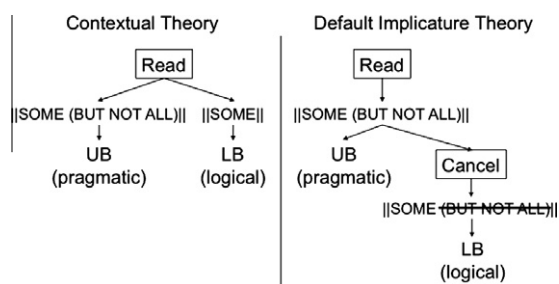 Contextual Theory
Read
||SOME (BUT NOT ALL)|| ||SOME||
UB
(pragmatic)
LB
(logical)
Default Implicature Theory
Read
||SOME (BUT NOT ALL)||
UB
(pragmatic)
Cancel
||SOME (BUT NOT ALL)||
LB
(logical)